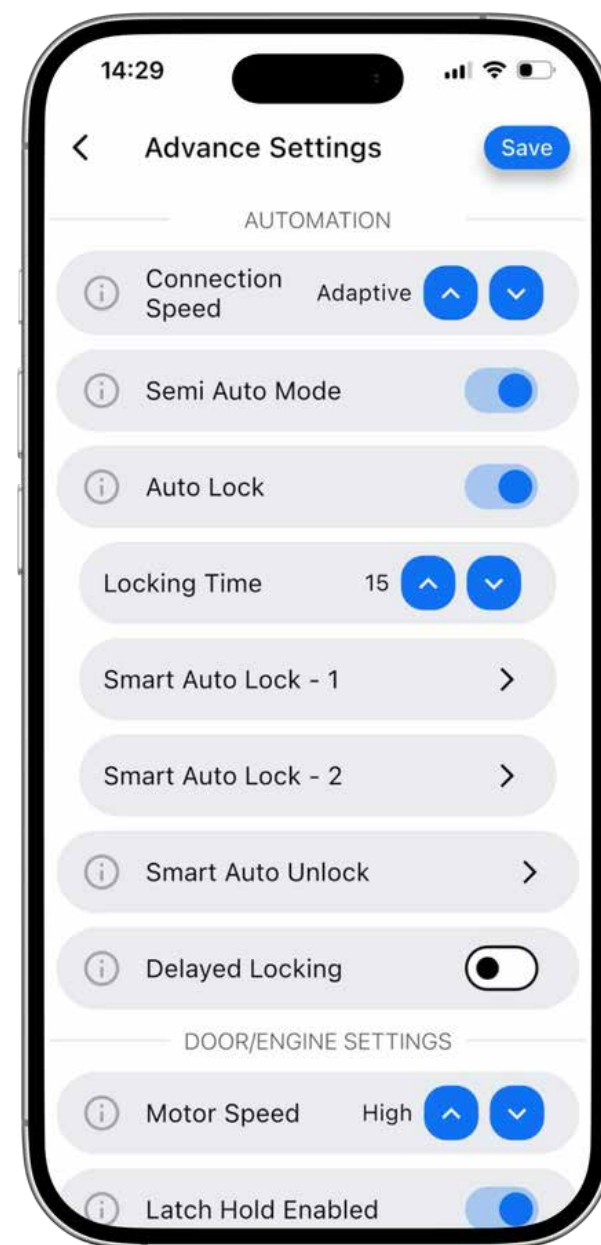 14:29
Advance Settings
Save
AUTOMATION
Connection
Speed
Adaptive
Semi Auto Mode
Auto Lock
Locking Time
15
Smart Auto Lock - 1
Smart Auto Lock - 2
Smart Auto Unlock
Delayed Locking
DOOR/ENGINE SETTINGS
Motor Speed
High
Latch Hold Enabled